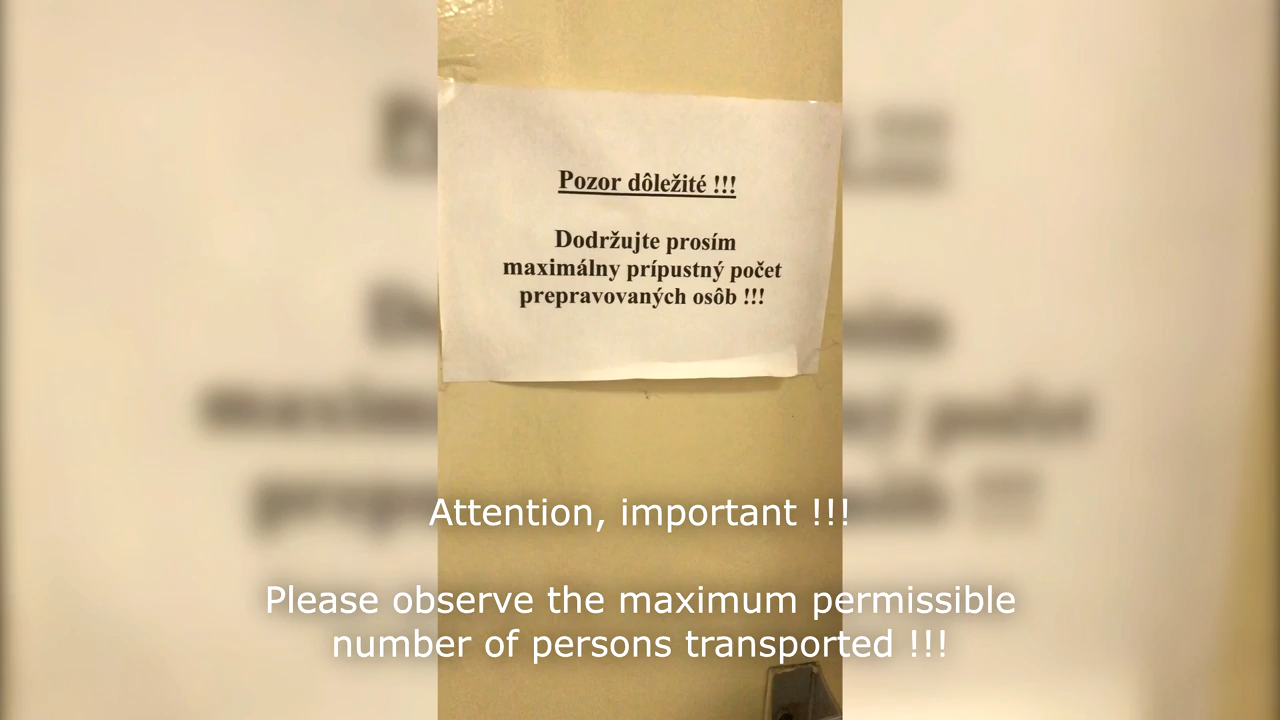 Pozor dôležité !!!
Dodržujte prosím
maximálny prípustný počet
prepravovaných osôb !!!
Attention, important !!!
Please observe the maximum permissible
number of persons transported !!!